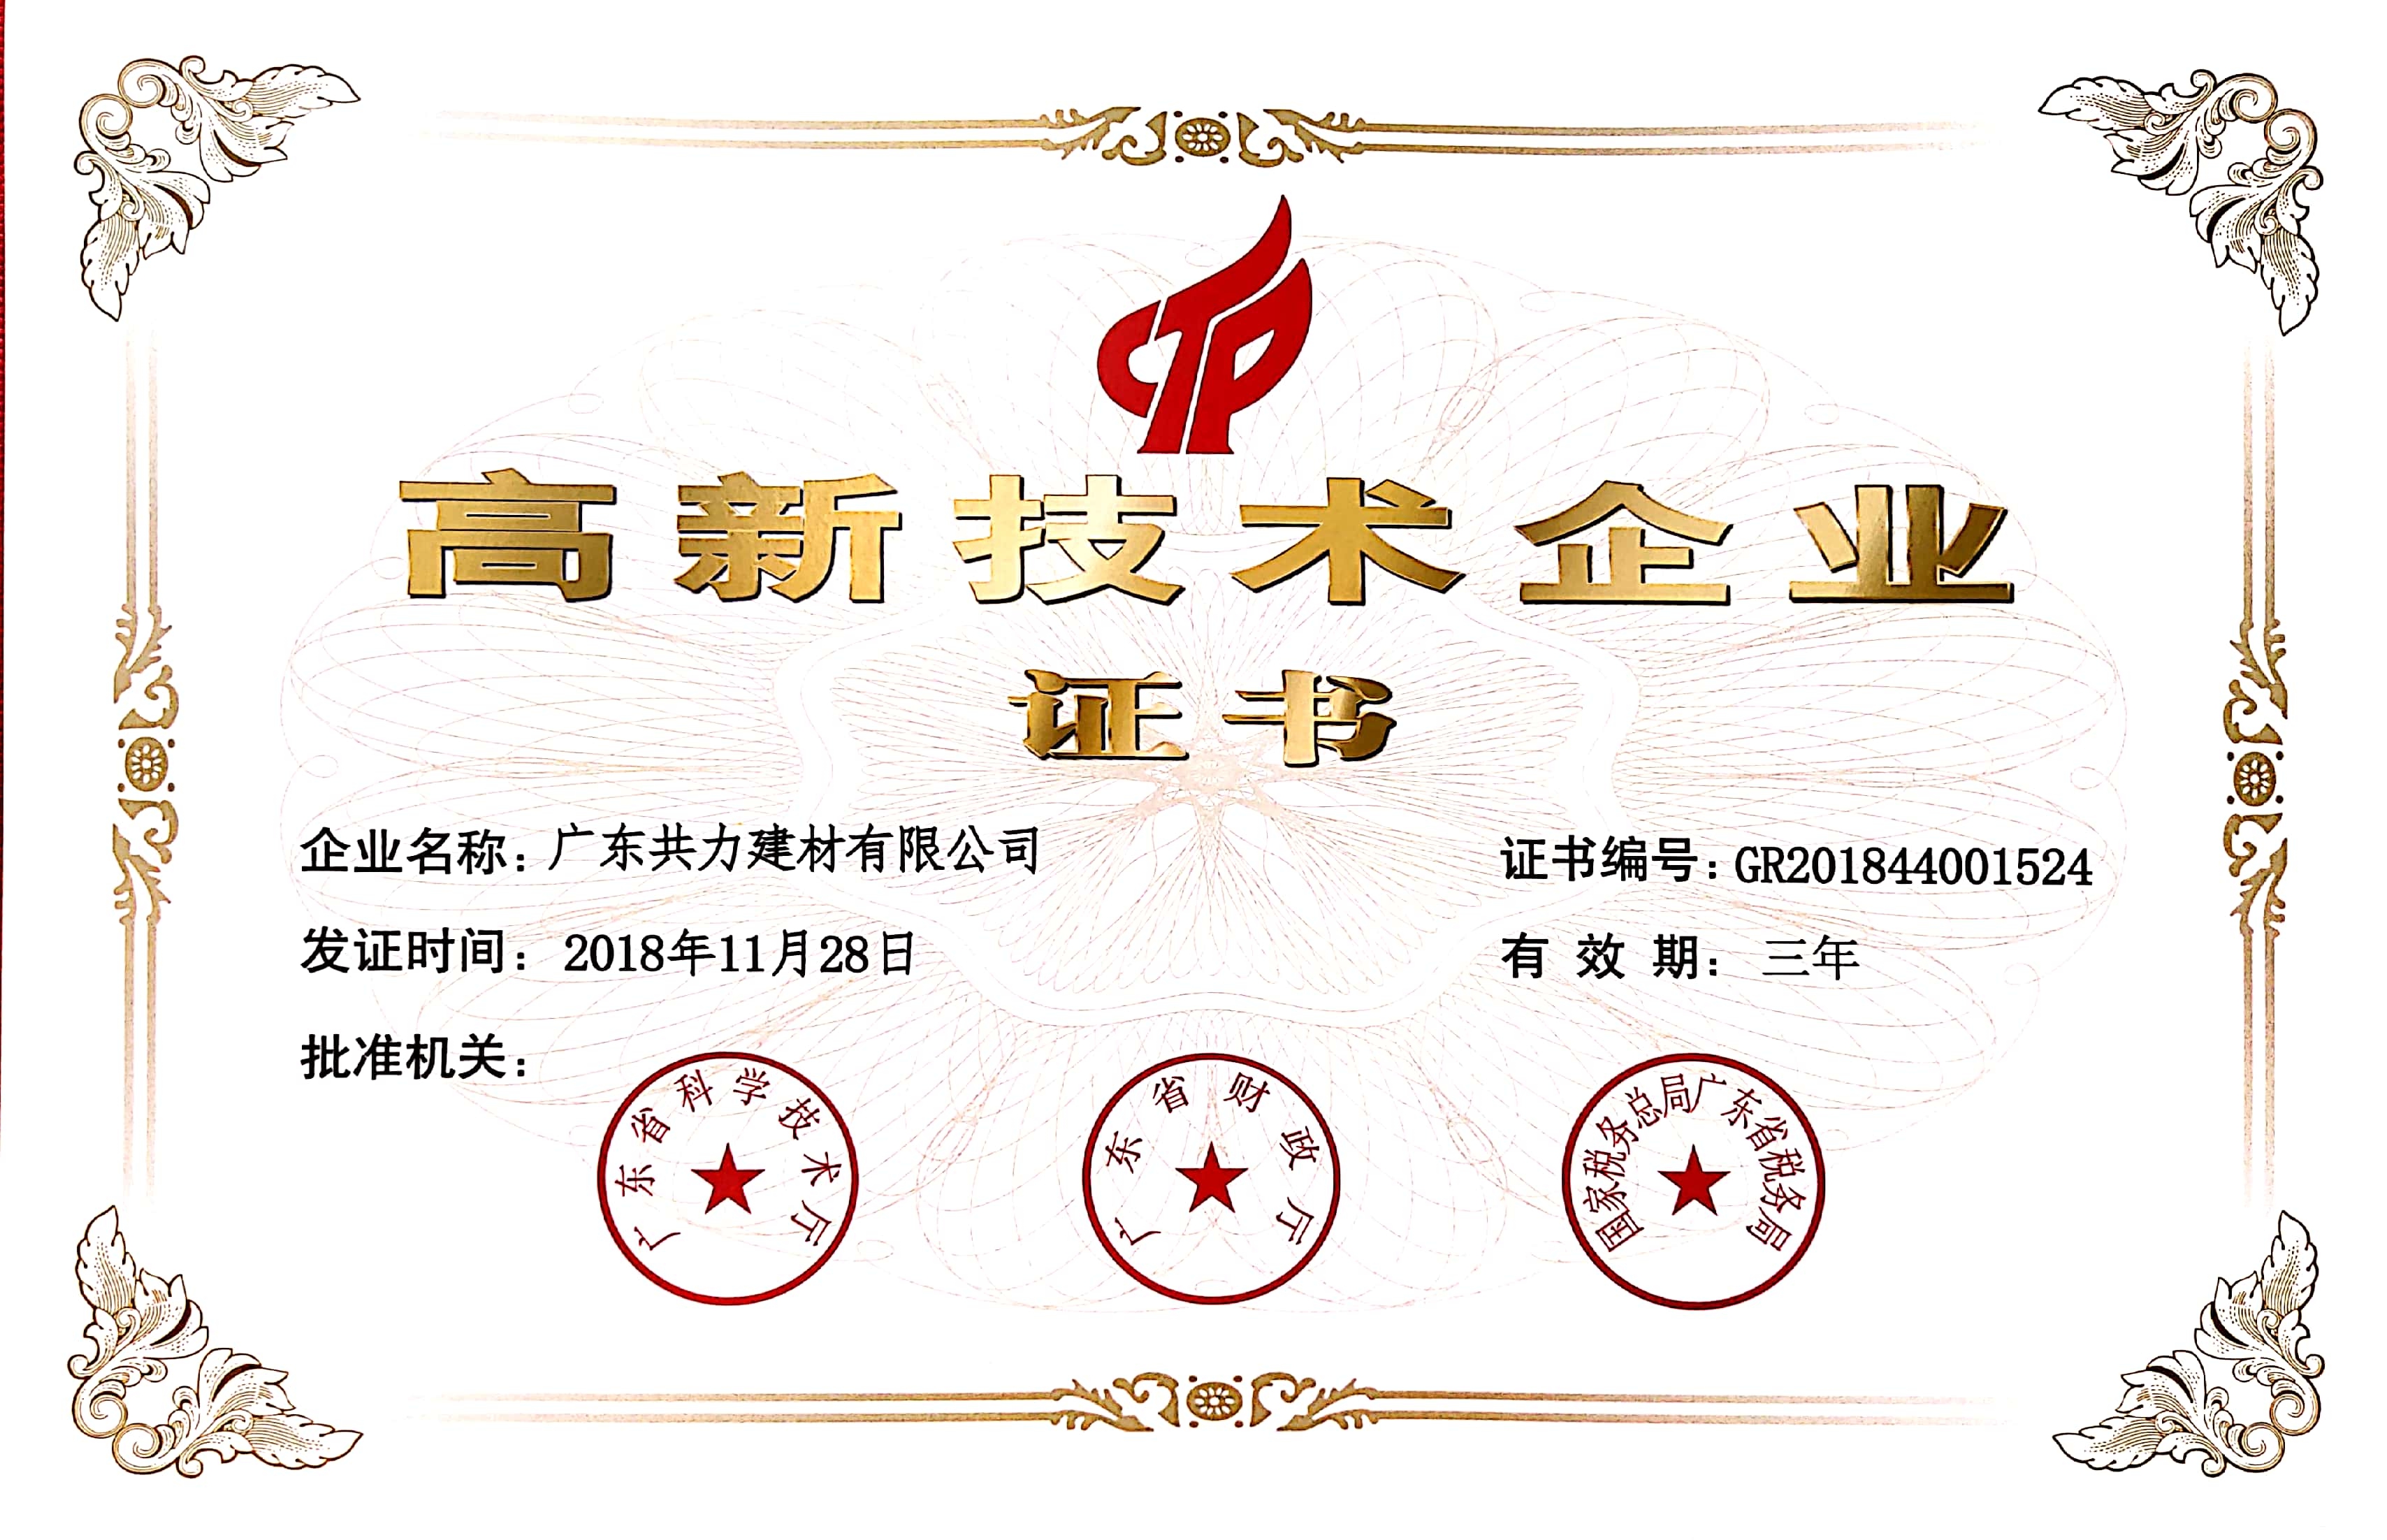 高新技术企业
证书
企业名称：广东共力建材有限公司
证书编号：GR201844001524
发证时间：2018年11月28日
有效期：三年
批准机关：
广东省科学技术厅
广东省财政厅
国家税务总局广东省税务局